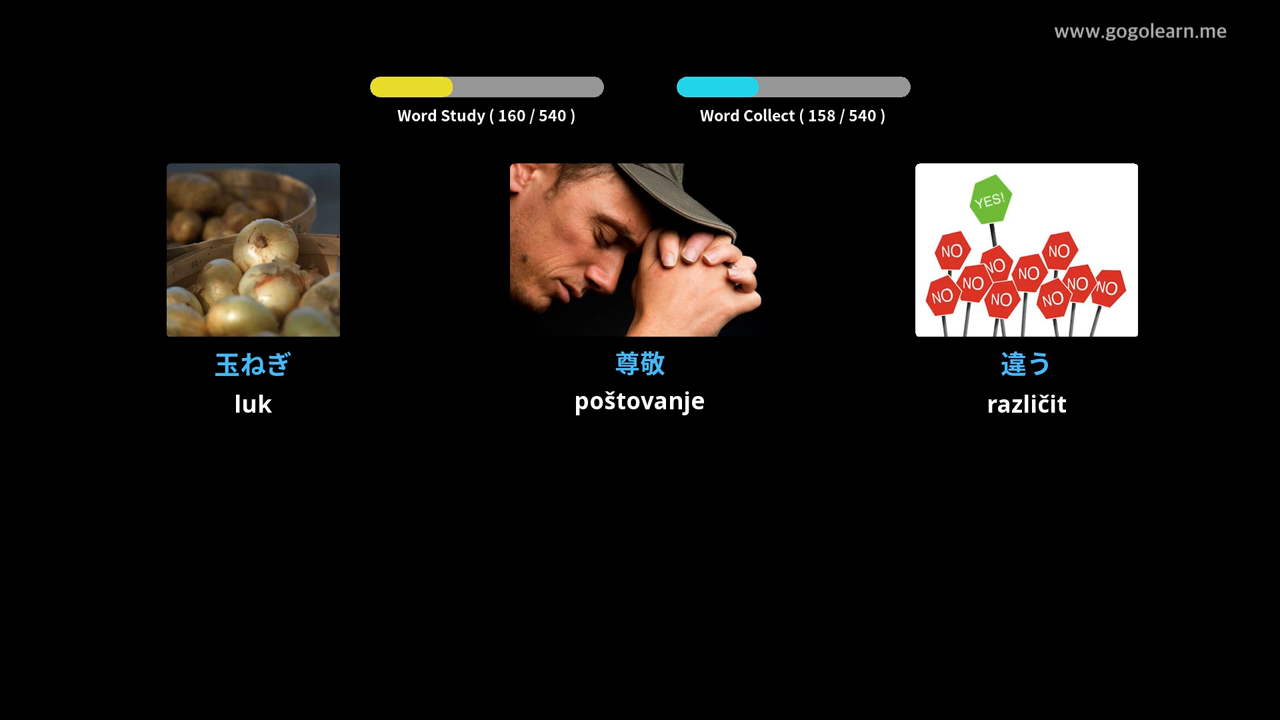 www.gogolearn.me
Word Study ( 160 / 540 )
Word Collect ( 158 / 540 )
YES!
NO
NO
NO
NO
NO
NO
NO
NO
NO
NO
玉ねぎ
luk
尊敬
poštovanje
違う
različit